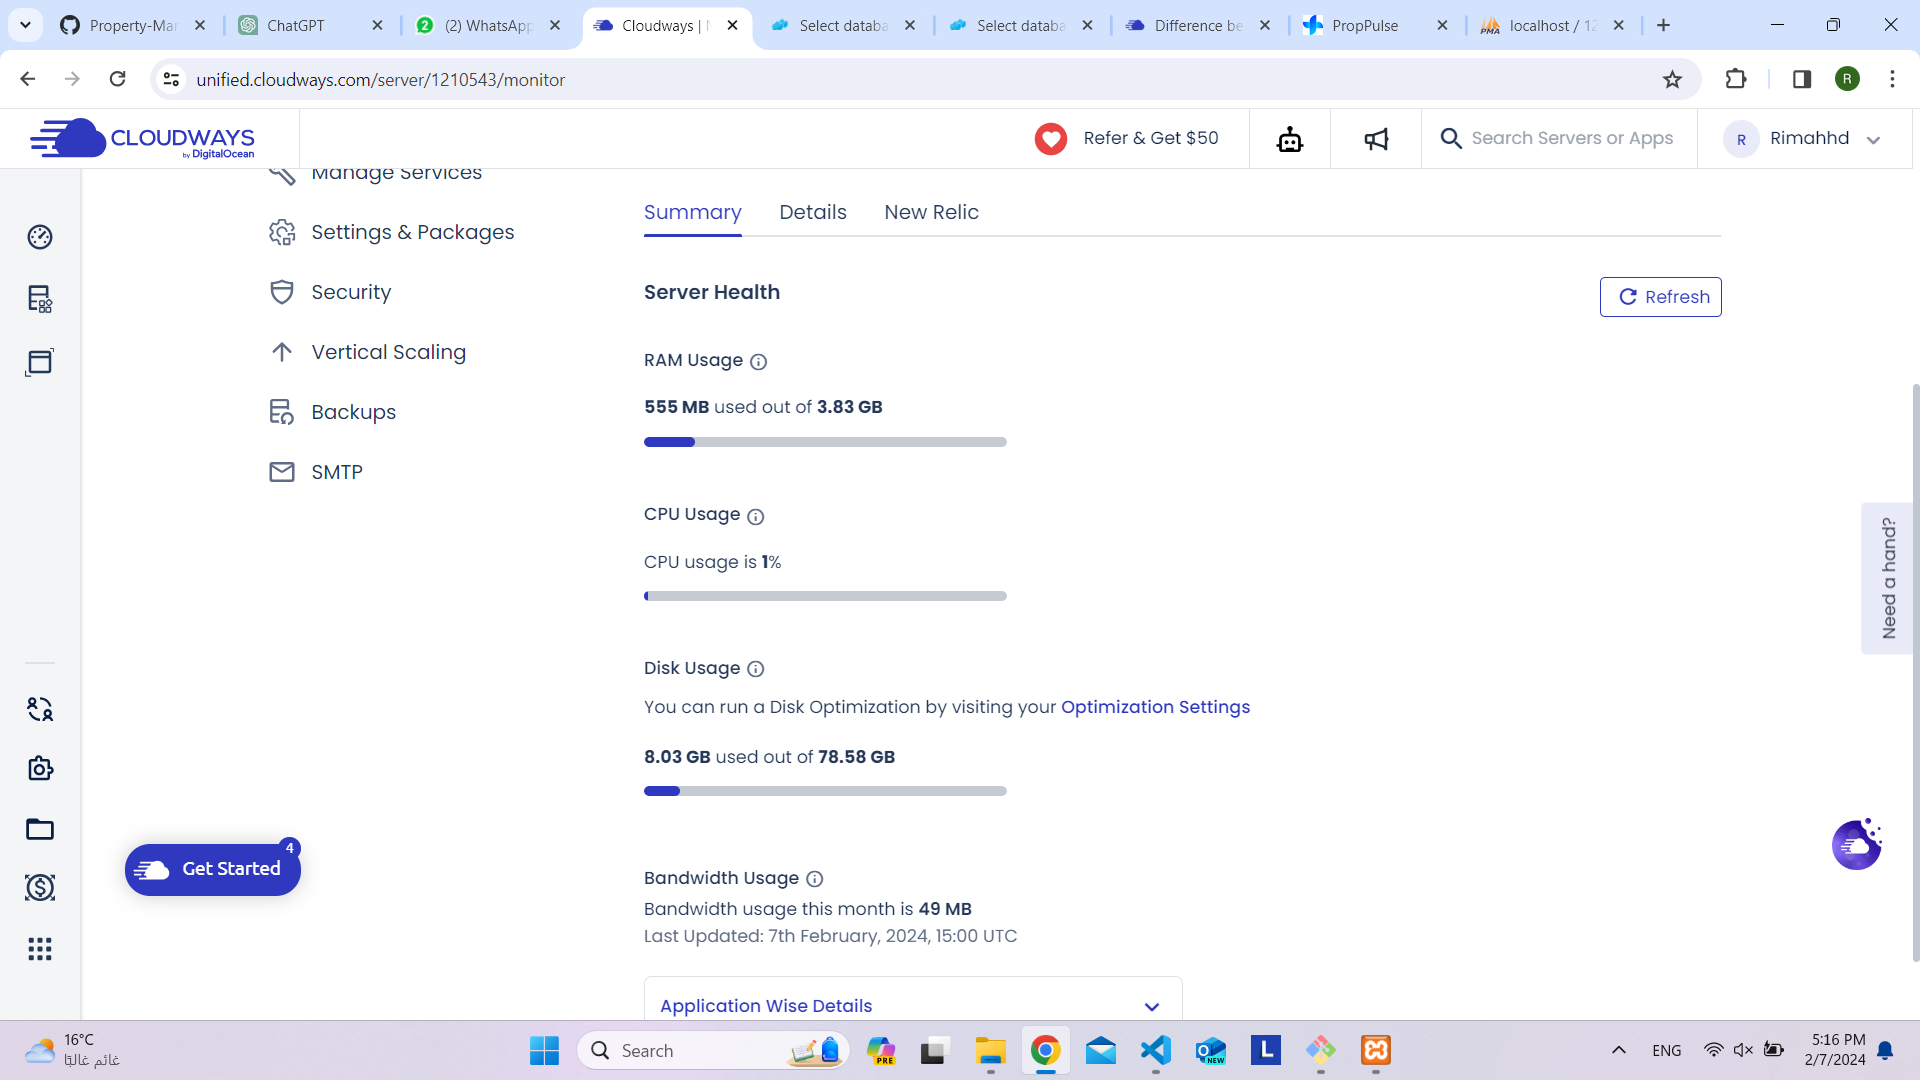 Property-Mar
ChatGPT
(2) WhatsApp
Cloudways | N
Select databa
Select databa
Difference be
PropPulse
localhost / 12
unified.cloudways.com/server/1210543/monitor
R
CLOUDWAYS
by DigitalOcean
Refer & Get $50
Search Servers or Apps
R
Rimahhd
Manage Services
Settings & Packages
Security
Vertical Scaling
Backups
SMTP
Summary
Details
New Relic
Server Health
Refresh
RAM Usage
555 MB used out of 3.83 GB
CPU Usage
CPU usage is 1%
Disk Usage
You can run a Disk Optimization by visiting your Optimization Settings
8.03 GB used out of 78.58 GB
Bandwidth Usage
Bandwidth usage this month is 49 MB
Last Updated: 7th February, 2024, 15:00 UTC
Application Wise Details
Need a hand?
Get Started
4
16°C
غائم غالبًا
Search
PRE
NEW
L
ENG
5:16 PM
2/7/2024